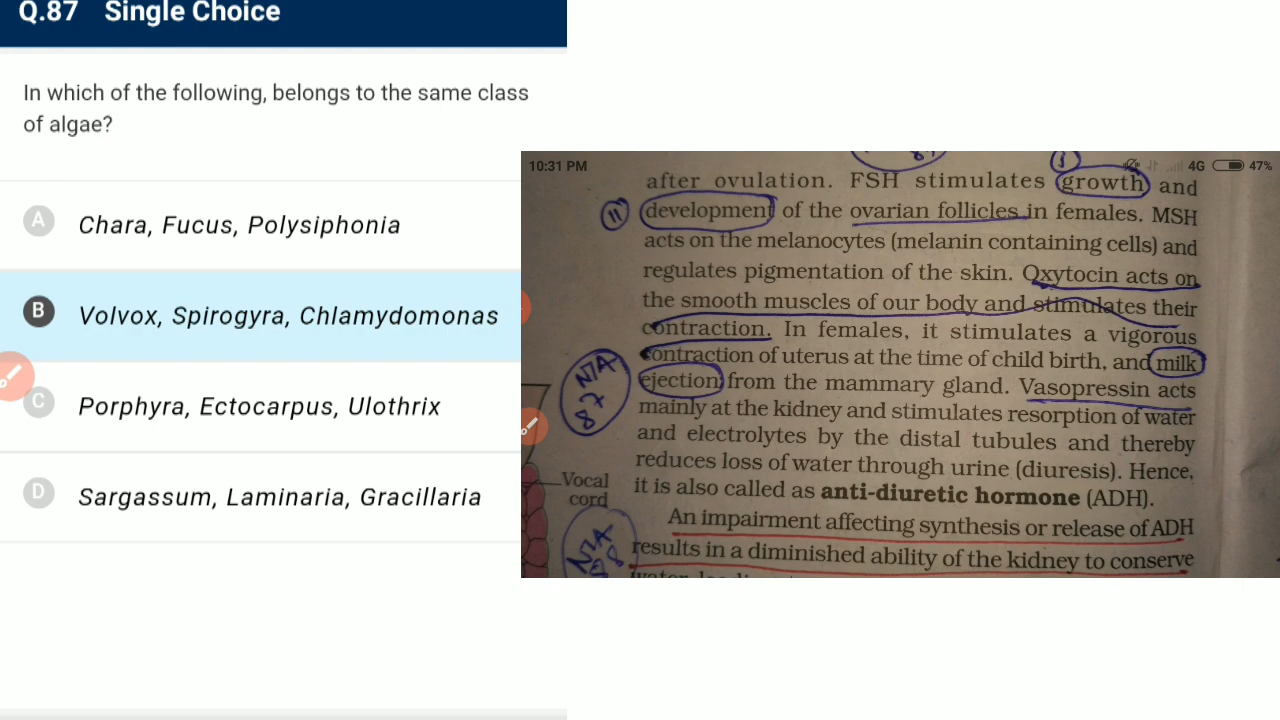 Q.87 Single Choice
In which of the following, belongs to the same class
of algae?
A Chara, Fucus, Polysiphonia
B Volvox, Spirogyra, Chlamydomonas
C Porphyra, Ectocarpus, Ulothrix
D Sargassum, Laminaria, Gracillaria
10:31 PM
4G 47%
after ovulation. FSH stimulates growth and
II development of the ovarian follicles in females. MSH
acts on the melanocytes (melanin containing cells) and
regulates pigmentation of the skin. Oxytocin acts on
the smooth muscles of our body and stimulates their
contraction. In females, it stimulates a vigorous
contraction of uterus at the time of child birth, and milk
ejection from the mammary gland. Vasopressin acts
mainly at the kidney and stimulates resorption of water
and electrolytes by the distal tubules and thereby
reduces loss of water through urine (diuresis). Hence,
it is also called as anti-diuretic hormone (ADH).
An impairment affecting synthesis or release of ADH
results in a diminished ability of the kidney to conserve
87
Vocal
cord